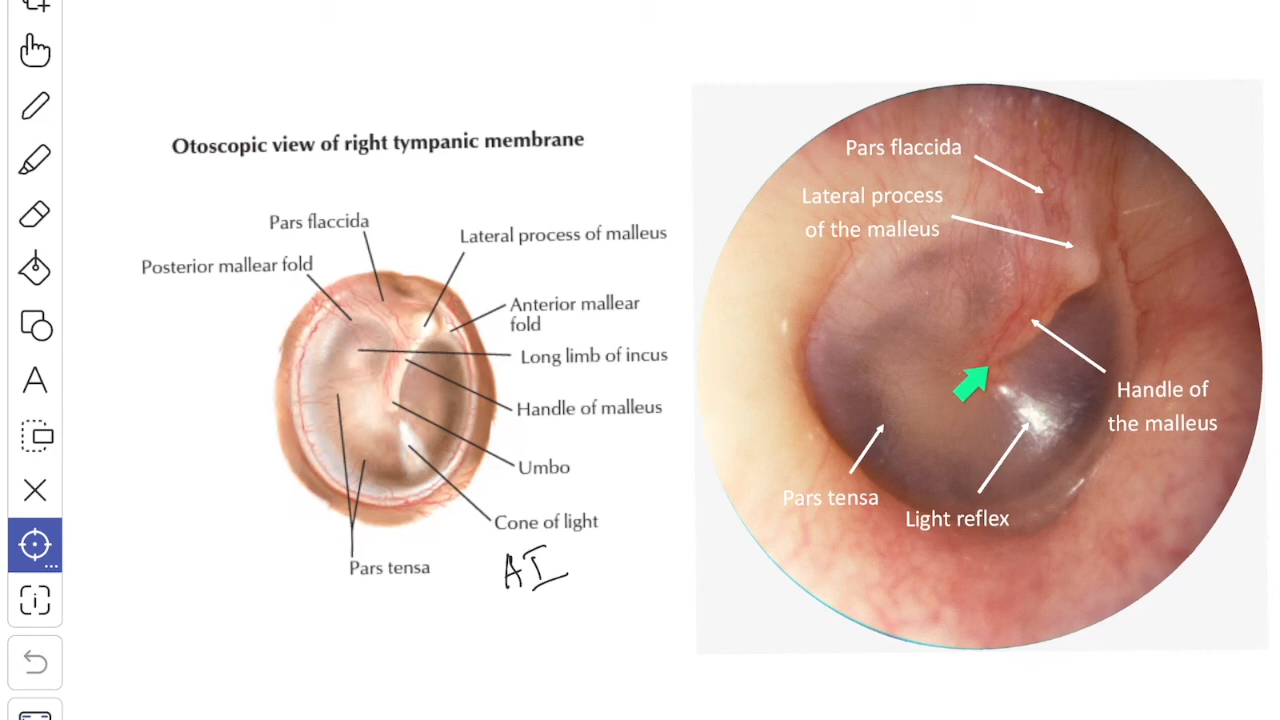 Otoscopic view of right tympanic membrane
Pars flaccida
Lateral process of malleus
Posterior mallear fold
Anterior mallear
fold
Long limb of incus
Handle of malleus
Umbo
Cone of light
Pars tensa
AI
Pars flaccida
Lateral process
of the malleus
Handle of
the malleus
Pars tensa
Light reflex